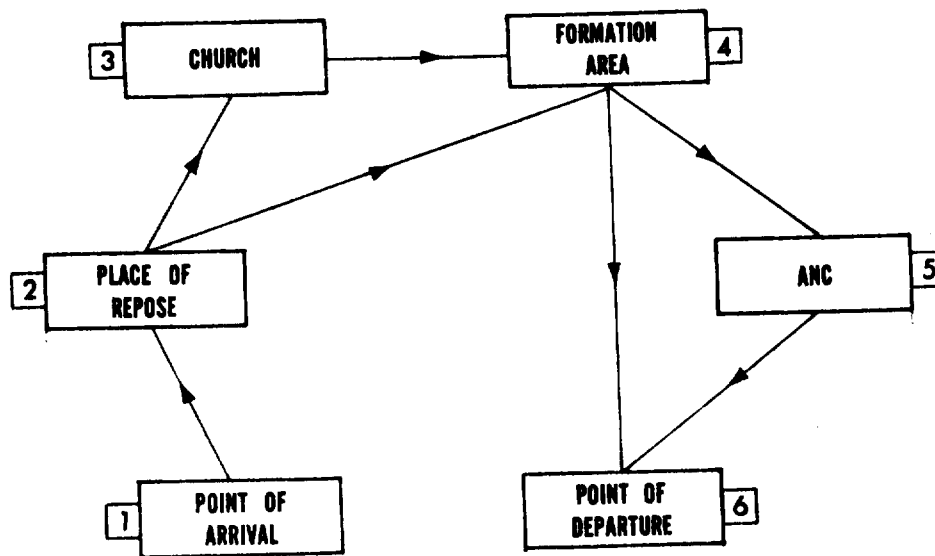 3
CHURCH
FORMATION
AREA
4
2
PLACE OF
REPOSE
ANC
5
1
POINT OF
ARRIVAL
POINT OF
DEPARTURE
6